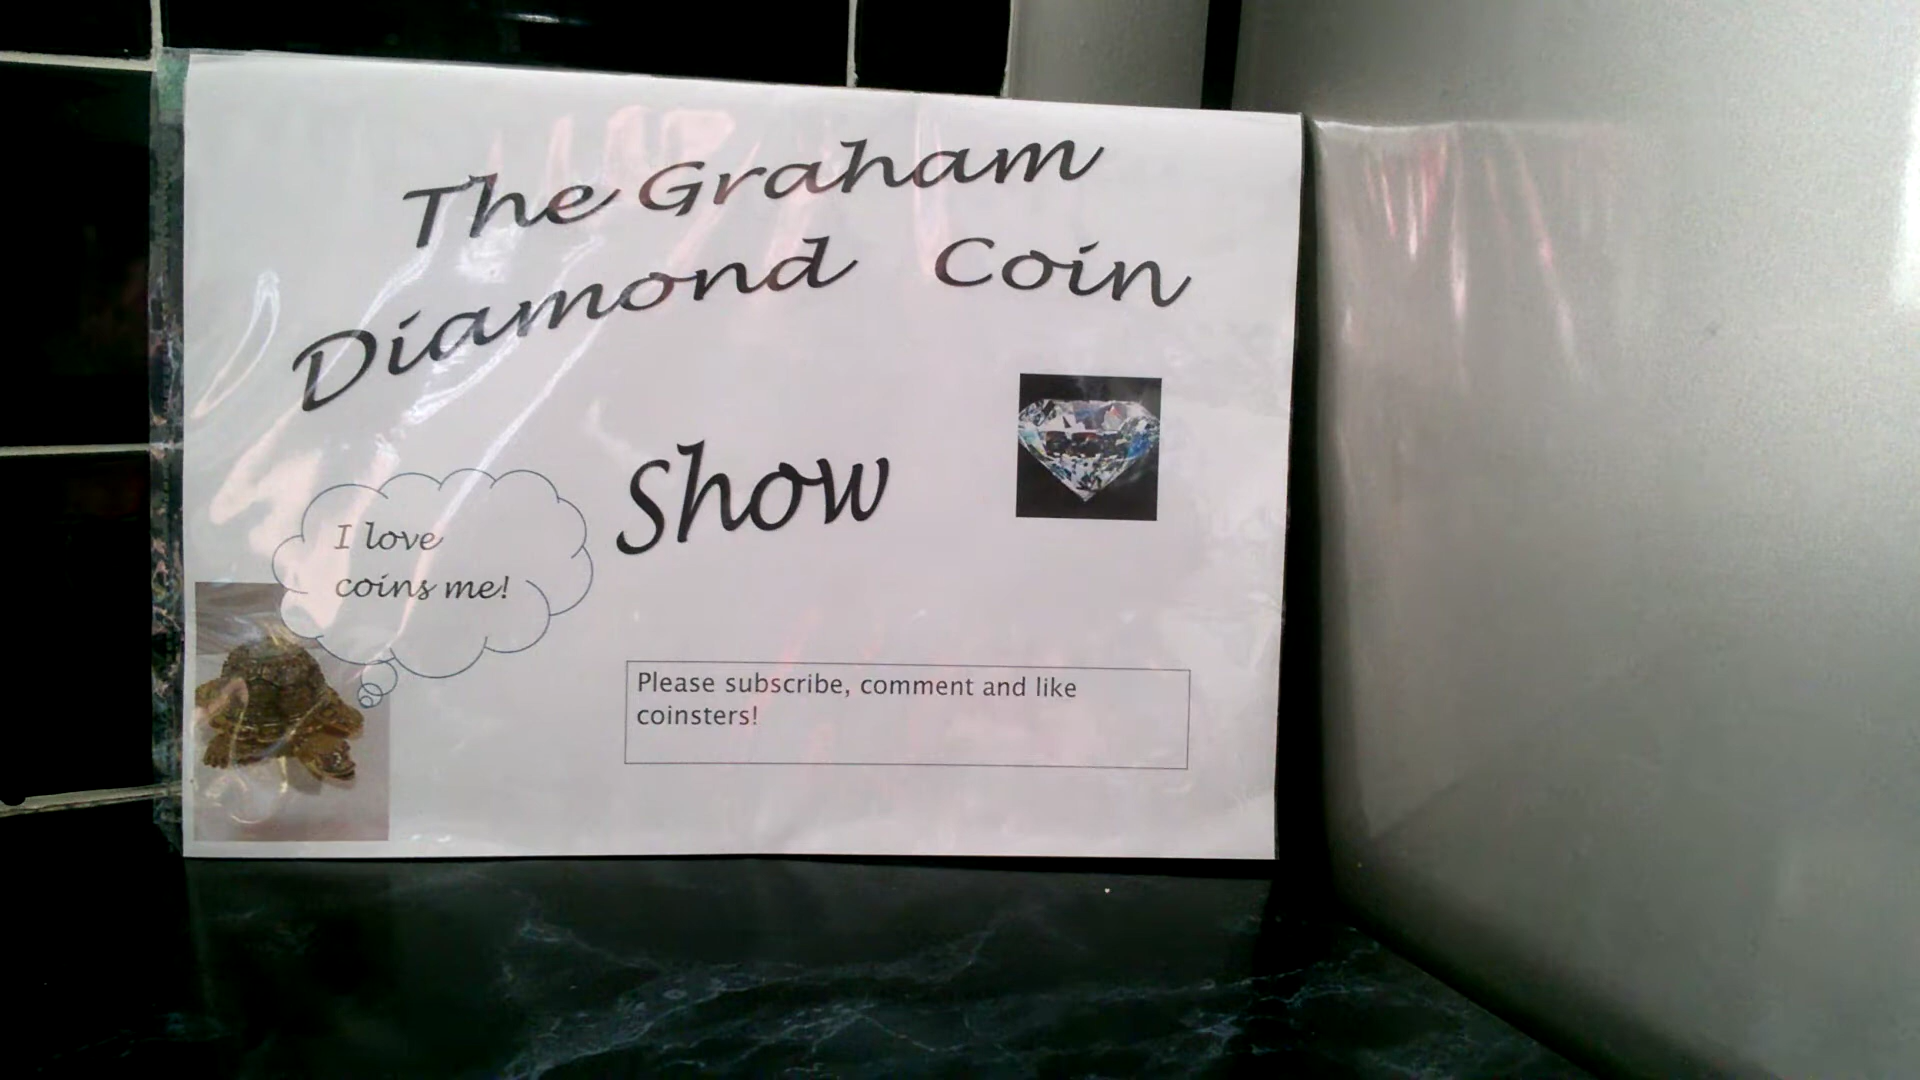 The Graham
Diamond Coin
Show
I love
coins me!
Please subscribe, comment and like
coinsters!